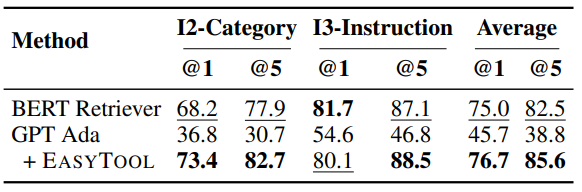 Method I2-Category I3-Instruction Average
@1 @5 @1 @5 @1 @5
BERT Retriever 68.2 77.9 81.7 87.1 75.0 82.5
GPT Ada 36.8 30.7 54.6 46.8 45.7 38.8
+ EASYTOOL 73.4 82.7 80.1 88.5 76.7 85.6